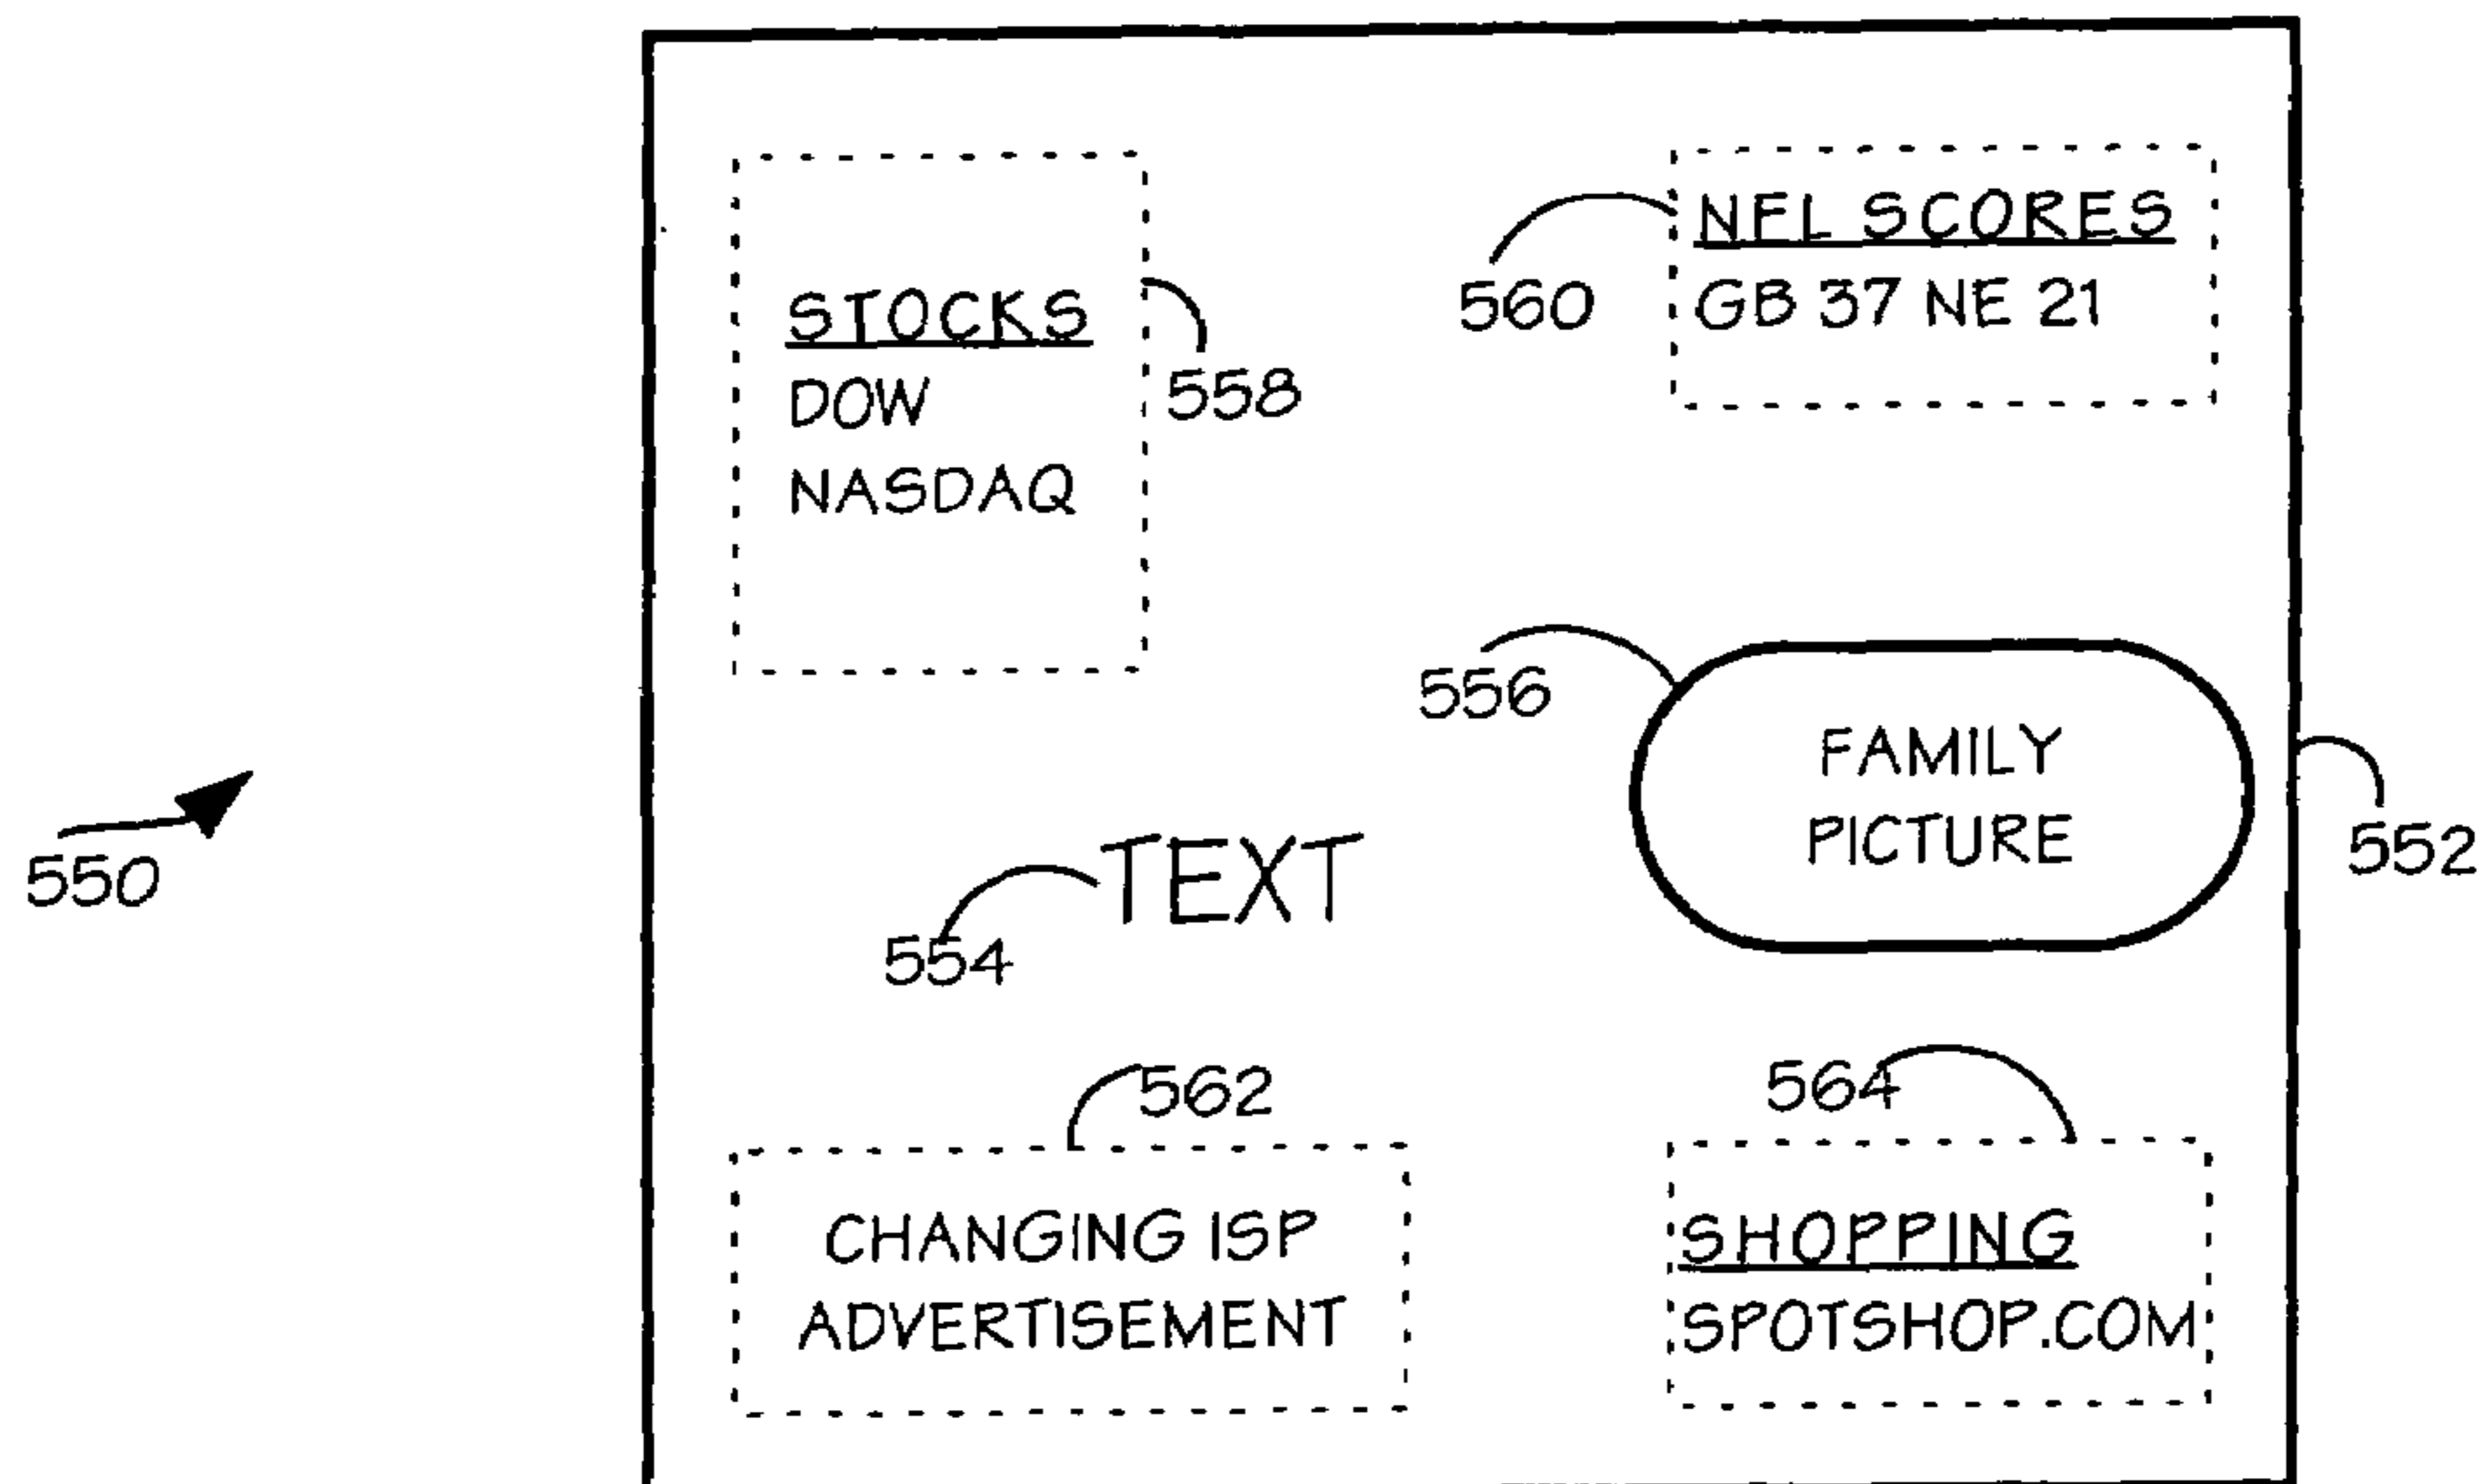 NFL SCORES
560
GB 37 NE 21
STOCKS
558
DOW
NASDAQ
556
FAMILY
PICTURE
552
550
TEXT
554
562
564
CHANGING ISP
ADVERTISEMENT
SHOPPING
SPOTSHOP.COM